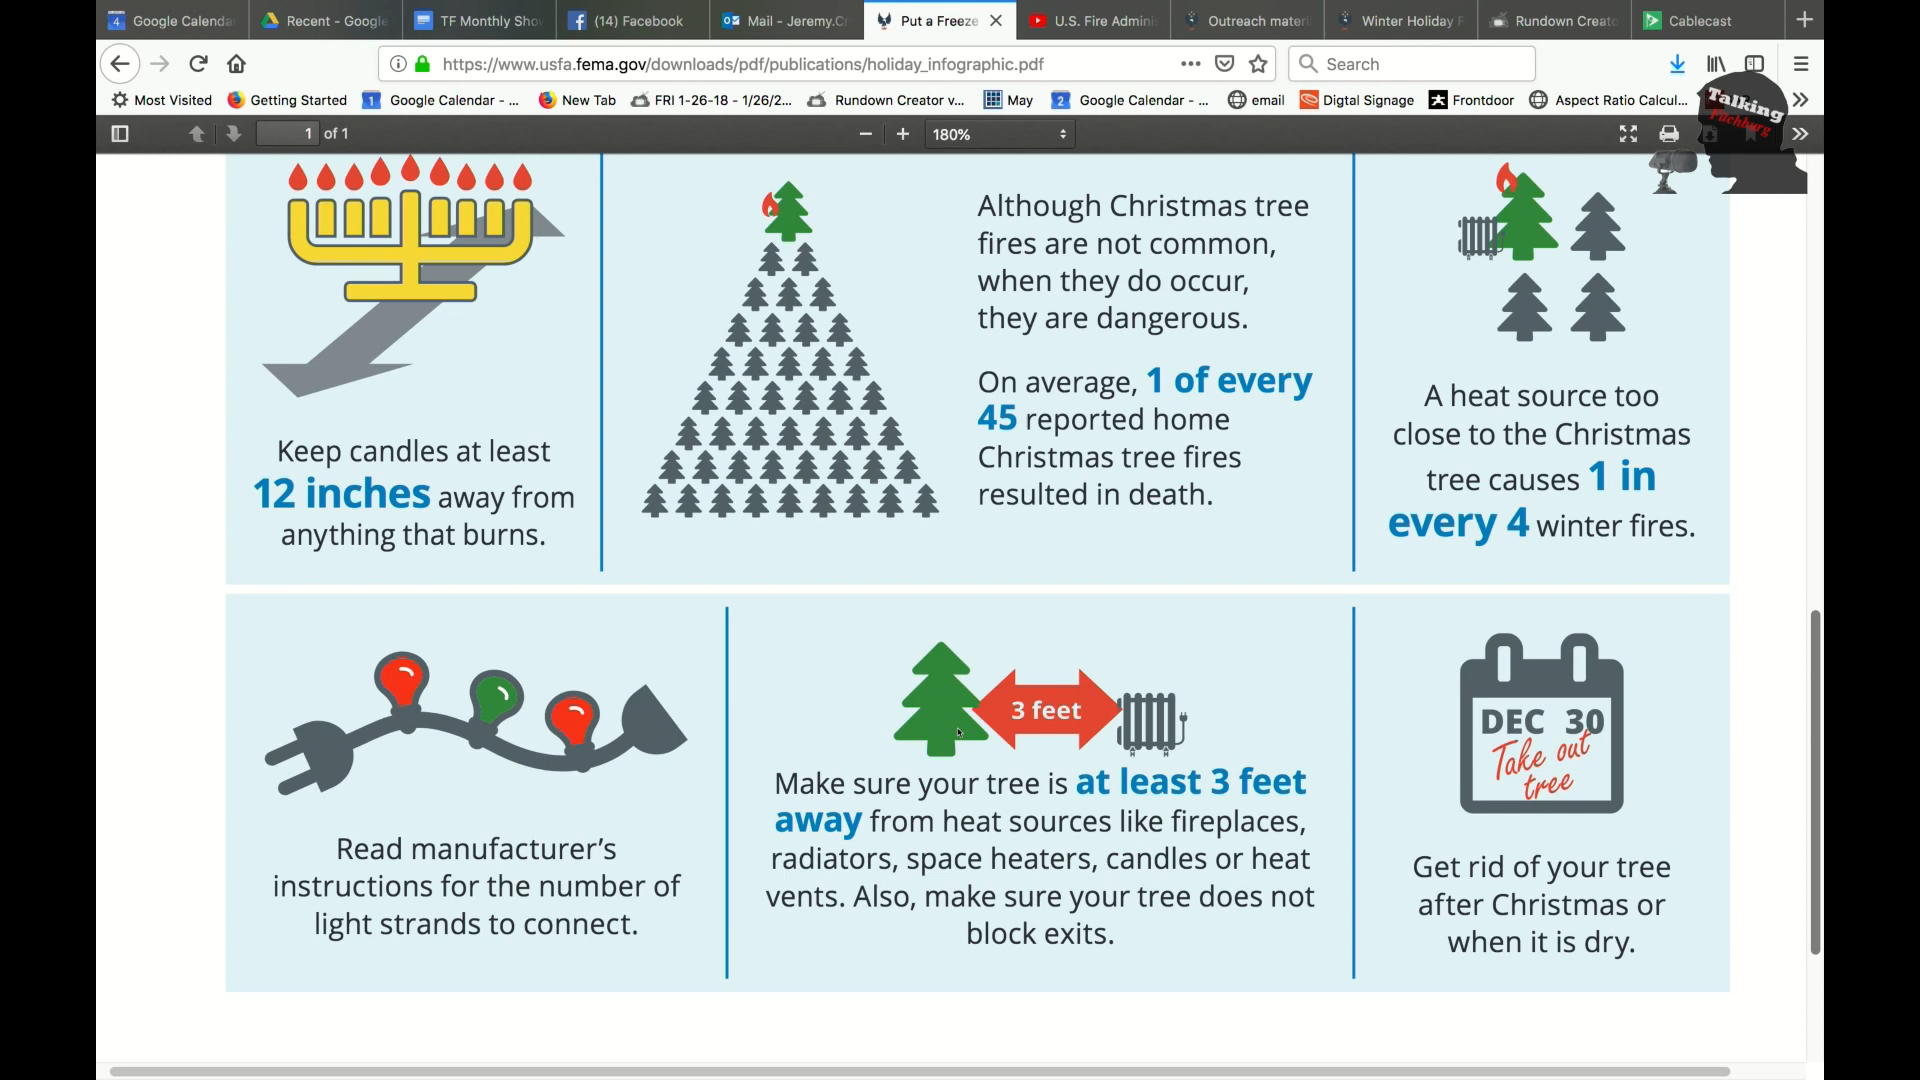 Google Calenda
Recent - Google
TF Monthly Sho
(14) Facebook
Mail - Jeremy.C
Put a Freeze
U.S. Fire Adminis
Outreach materi
Winter Holiday F
Rundown Creato
Cablecast
https://www.usfa.fema.gov/downloads/pdf/publications/holiday_infographic.pdf
Search
Most Visited
Getting Started
Google Calendar - ...
New Tab
FRI 1-26-18 - 1/26/2...
Rundown Creator v...
May
Google Calendar - ...
email
Digtal Signage
Frontdoor
Aspect Ratio Calcul...
Talking
Fitchburg
1 of 1
180%
Keep candles at least
12 inches away from
anything that burns.
Although Christmas tree
fires are not common,
when they do occur,
they are dangerous.
On average, 1 of every
45 reported home
Christmas tree fires
resulted in death.
A heat source too
close to the Christmas
tree causes 1 in
every 4 winter fires.
Read manufacturer's
instructions for the number of
light strands to connect.
3 feet
Make sure your tree is at least 3 feet
away from heat sources like fireplaces,
radiators, space heaters, candles or heat
vents. Also, make sure your tree does not
block exits.
DEC 30
Take out
tree
Get rid of your tree
after Christmas or
when it is dry.